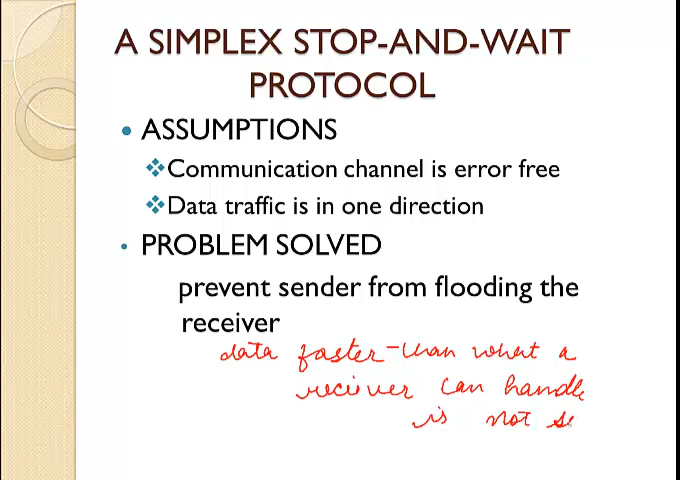 A SIMPLEX STOP-AND-WAIT
PROTOCOL
ASSUMPTIONS
Communication channel is error free
Data traffic is in one direction
PROBLEM SOLVED
prevent sender from flooding the
receiver
data faster than what a
reciever can handle
is not